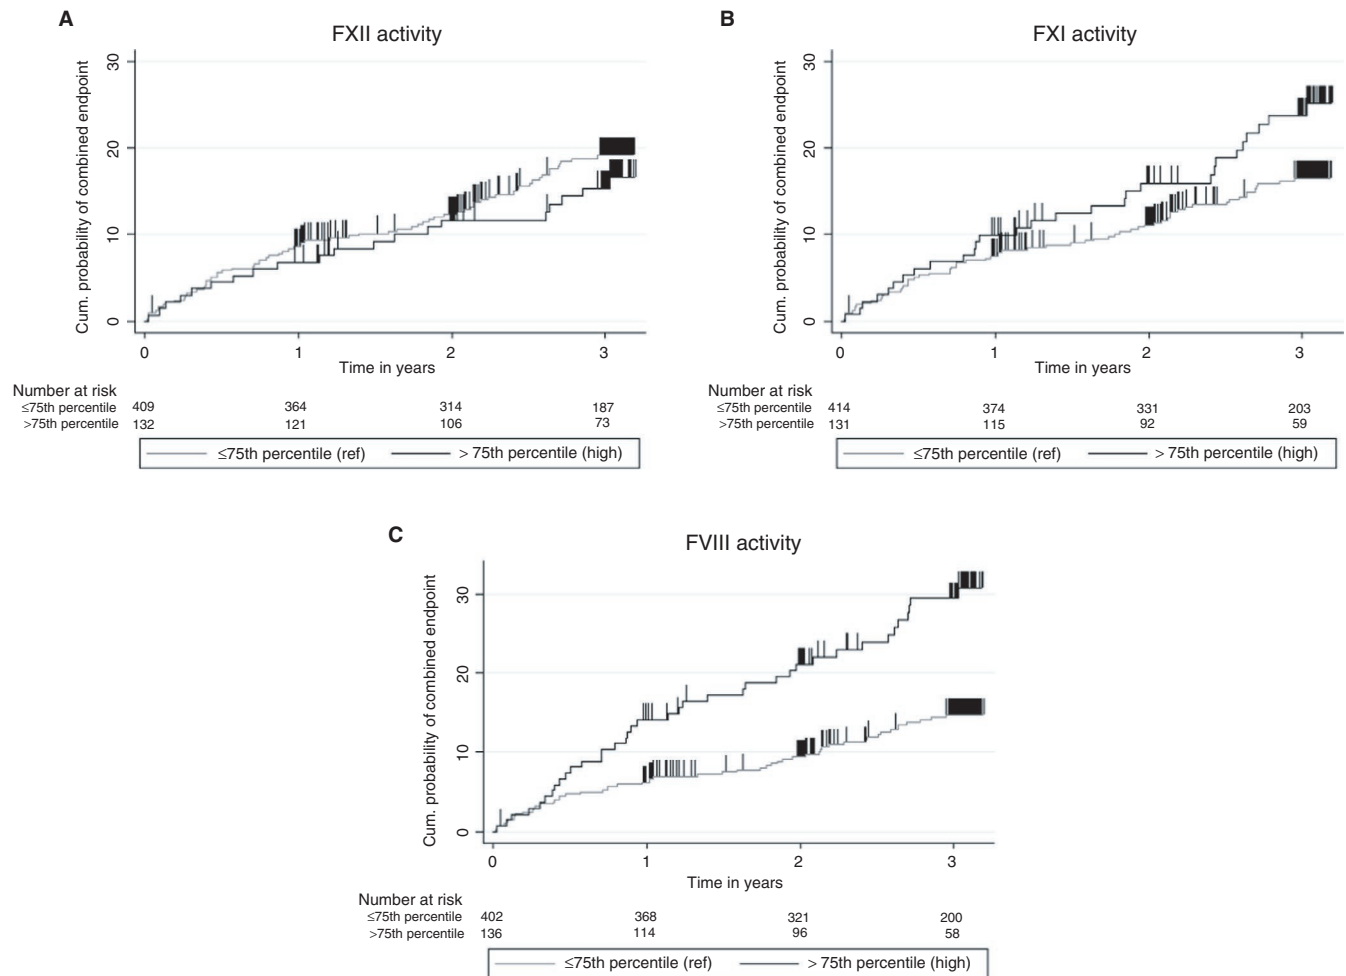 A
FXII activity
Cum. probability of combined endpoint
30
20
10
0
0 1 2 3
Time in years
Number at risk
≤75th percentile 409 364 314 187
>75th percentile 132 121 106 73
≤75th percentile (ref) > 75th percentile (high)
B
FXI activity
Cum. probability of combined endpoint
30
20
10
0
0 1 2 3
Time in years
Number at risk
≤75th percentile 414 374 331 203
>75th percentile 131 115 92 59
≤75th percentile (ref) > 75th percentile (high)
C
FVIII activity
Cum. probability of combined endpoint
30
20
10
0
0 1 2 3
Time in years
Number at risk
≤75th percentile 402 368 321 200
>75th percentile 136 114 96 58
≤75th percentile (ref) > 75th percentile (high)